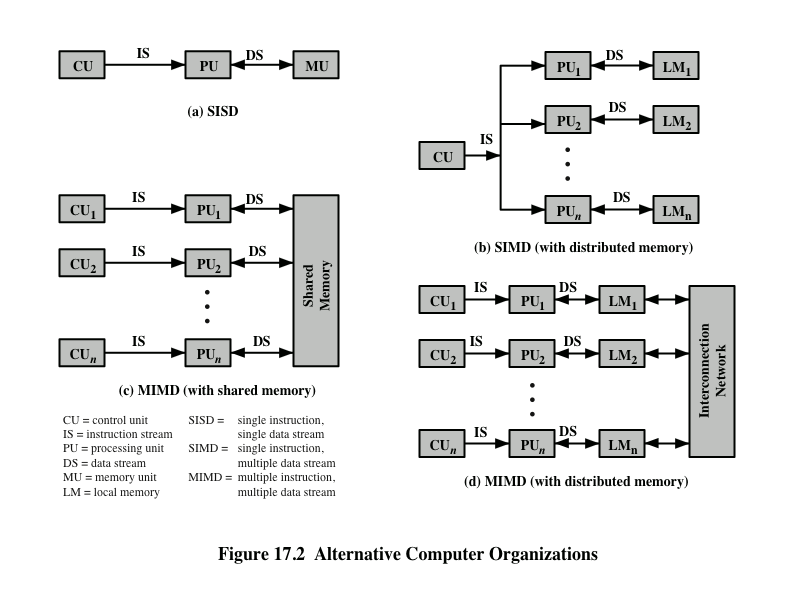 CU IS PU DS MU
(a) SISD
CU IS
PU1 DS LM1
PU2 DS LM2
PUn DS LMn
(b) SIMD (with distributed memory)
CU1 IS PU1 DS
CU2 IS PU2 DS
CUn IS PUn DS
Shared
Memory
(c) MIMD (with shared memory)
CU1 IS PU1 DS LM1
CU2 IS PU2 DS LM2
CUn IS PUn DS LMn
Interconnection
Network
(d) MIMD (with distributed memory)
CU = control unit
IS = instruction stream
PU = processing unit
DS = data stream
MU = memory unit
LM = local memory
SISD = single instruction,
single data stream
SIMD = single instruction,
multiple data stream
MIMD = multiple instruction,
multiple data stream
Figure 17.2 Alternative Computer Organizations